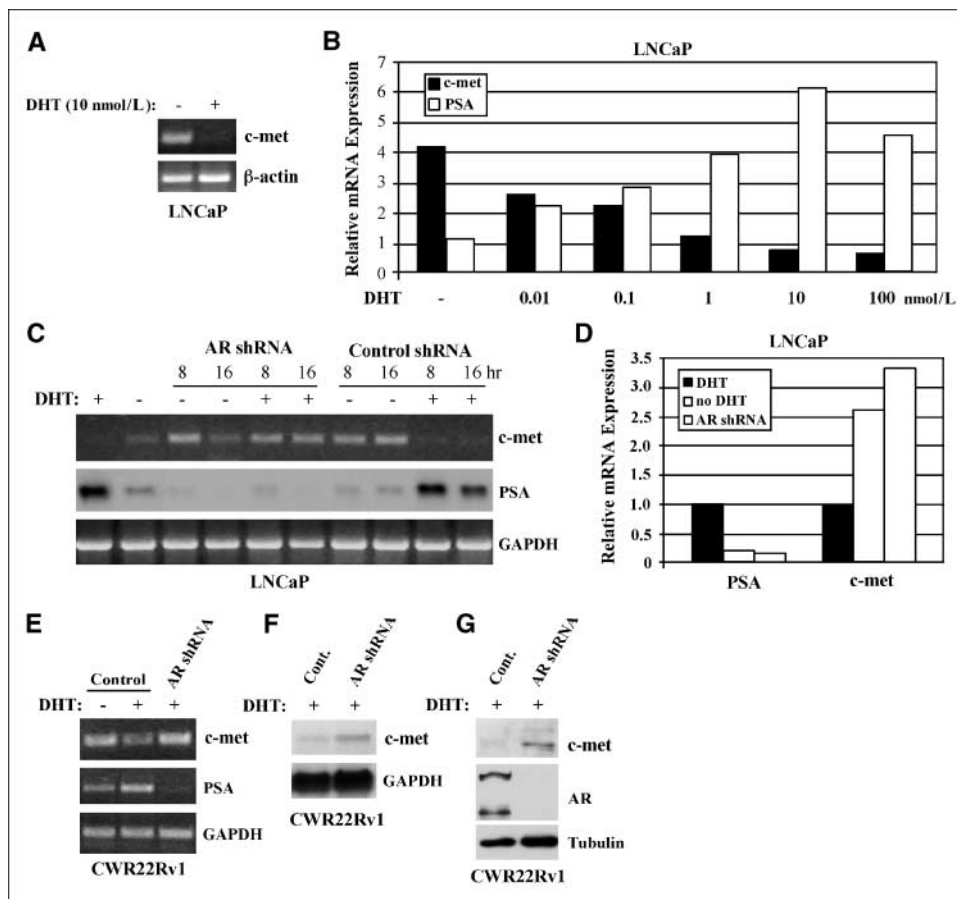 A
DHT (10 nmol/L): - +
c-met
β-actin
LNCaP
B
LNCaP
c-met
PSA
Relative mRNA Expression
7
6
5
4
3
2
1
0
DHT - 0.01 0.1 1 10 100 nmol/L
C
AR shRNA Control shRNA
8 16 8 16 8 16 8 16 hr
DHT: + - - - + + - - + +
c-met
PSA
GAPDH
LNCaP
D
LNCaP
DHT
no DHT
AR shRNA
Relative mRNA Expression
3.5
3.0
2.5
2.0
1.5
1.0
0.5
0
PSA c-met
E
Control AR shRNA
DHT: - + +
c-met
PSA
GAPDH
CWR22Rv1
F
Cont. AR shRNA
DHT: + +
c-met
GAPDH
CWR22Rv1
G
Cont. AR shRNA
DHT: + +
c-met
AR
Tubulin
CWR22Rv1